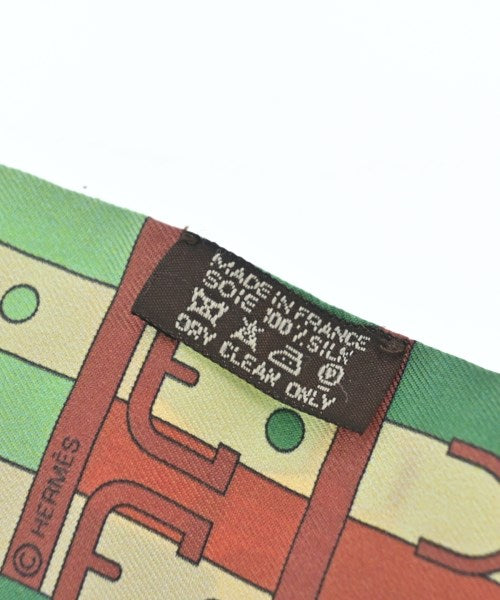 MADE IN FRANCE
SOIE 100% SILK
DRY CLEAN ONLY
© HERMÈS